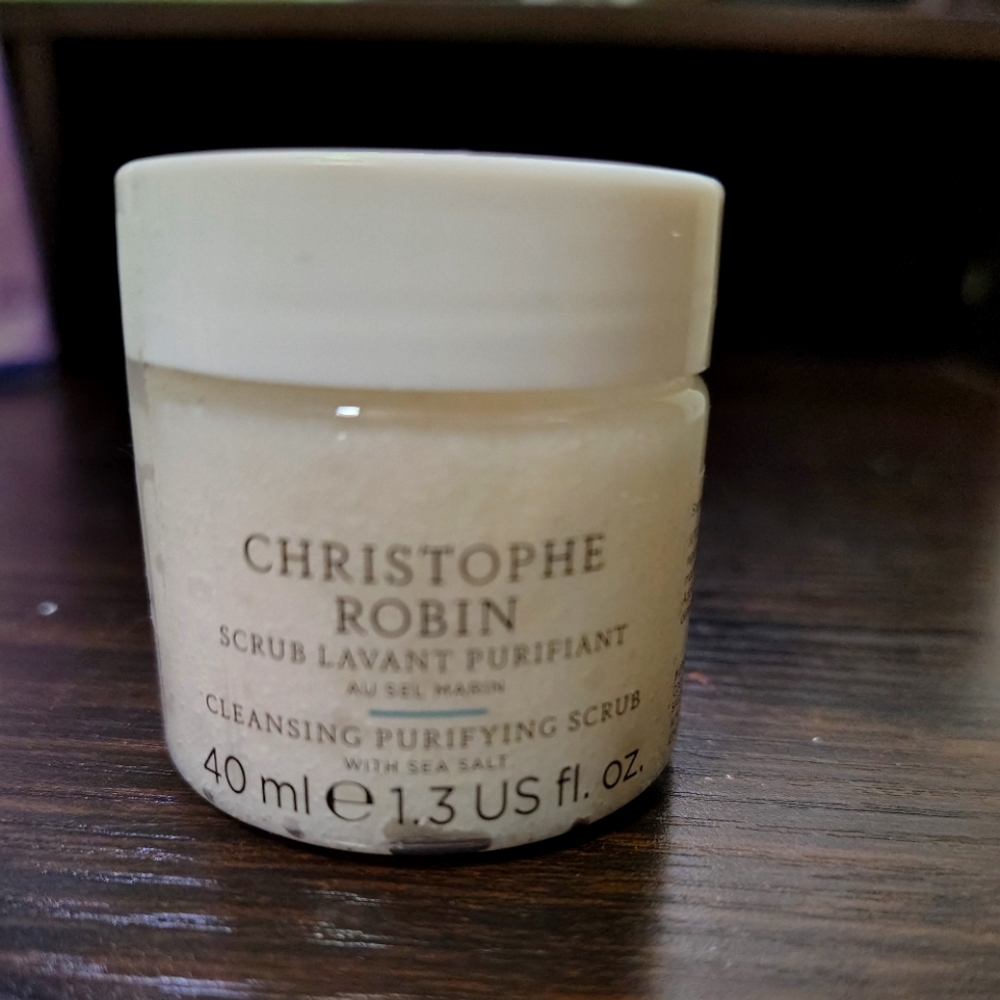 CHRISTOPHE
ROBIN
SCRUB LAVANT PURIFIANT
AU SEL MARIN
CLEANSING PURIFYING SCRUB
WITH SEA SALT
40 ml ℮ 1.3 US fl. oz.